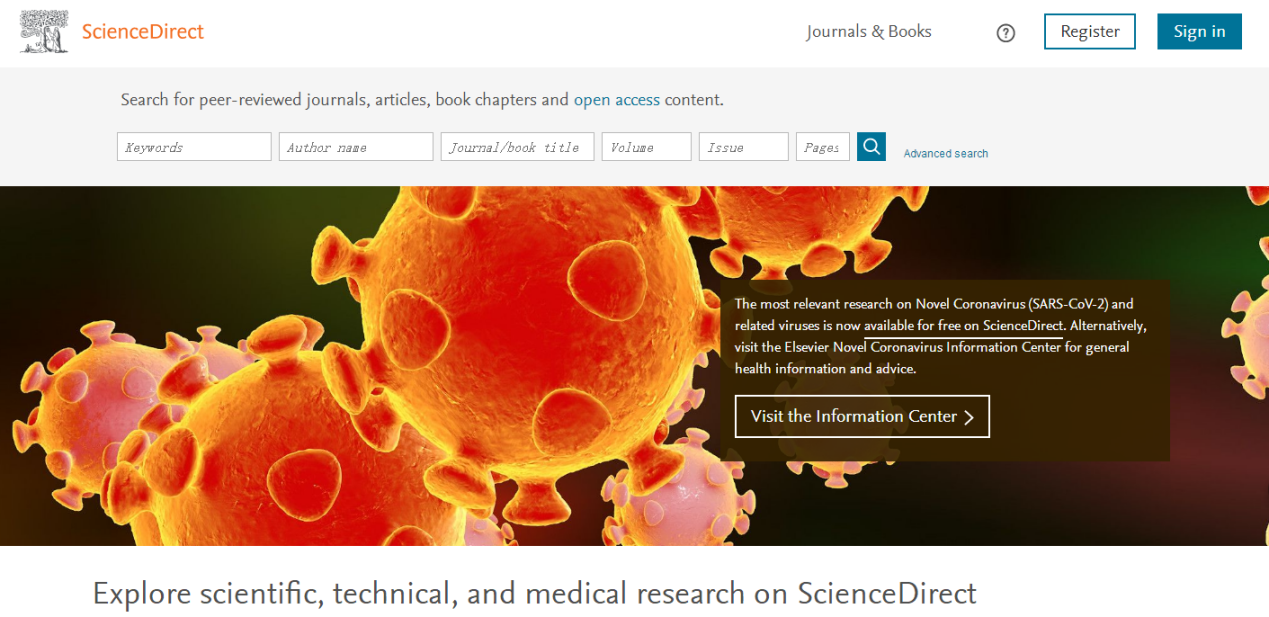 ScienceDirect
Journals & Books
?
Register
Sign in
Search for peer-reviewed journals, articles, book chapters and open access content.
Keywords
Author name
Journal/book title
Volume
Issue
Pages
Advanced search
The most relevant research on Novel Coronavirus (SARS-CoV-2) and
related viruses is now available for free on ScienceDirect. Alternatively,
visit the Elsevier Novel Coronavirus Information Center for general
health information and advice.
Visit the Information Center >
Explore scientific, technical, and medical research on ScienceDirect